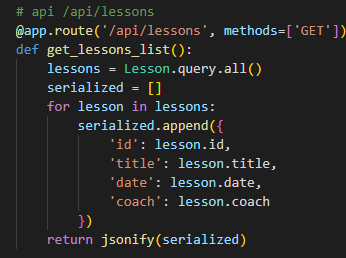 # api /api/lessons
@app.route('/api/lessons', methods=['GET'])
def get_lessons_list():
    lessons = Lesson.query.all()
    serialized = []
    for lesson in lessons:
        serialized.append({
            'id': lesson.id,
            'title': lesson.title,
            'date': lesson.date,
            'coach': lesson.coach
        })
    return jsonify(serialized)